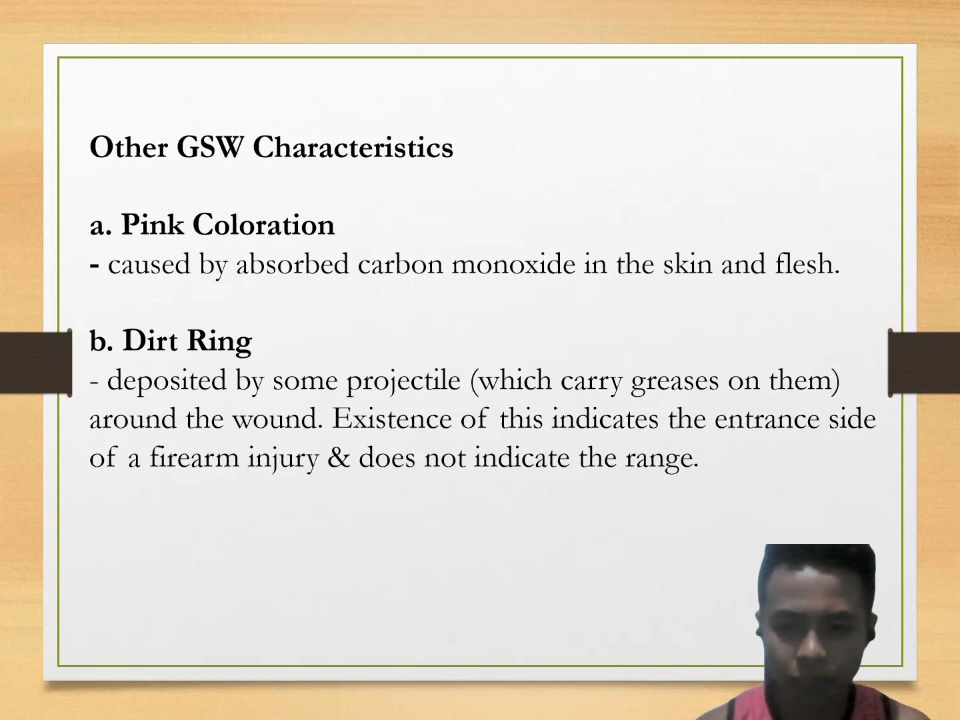 Other GSW Characteristics
a. Pink Coloration
- caused by absorbed carbon monoxide in the skin and flesh.
b. Dirt Ring
- deposited by some projectile (which carry greases on them)
around the wound. Existence of this indicates the entrance side
of a firearm injury & does not indicate the range.